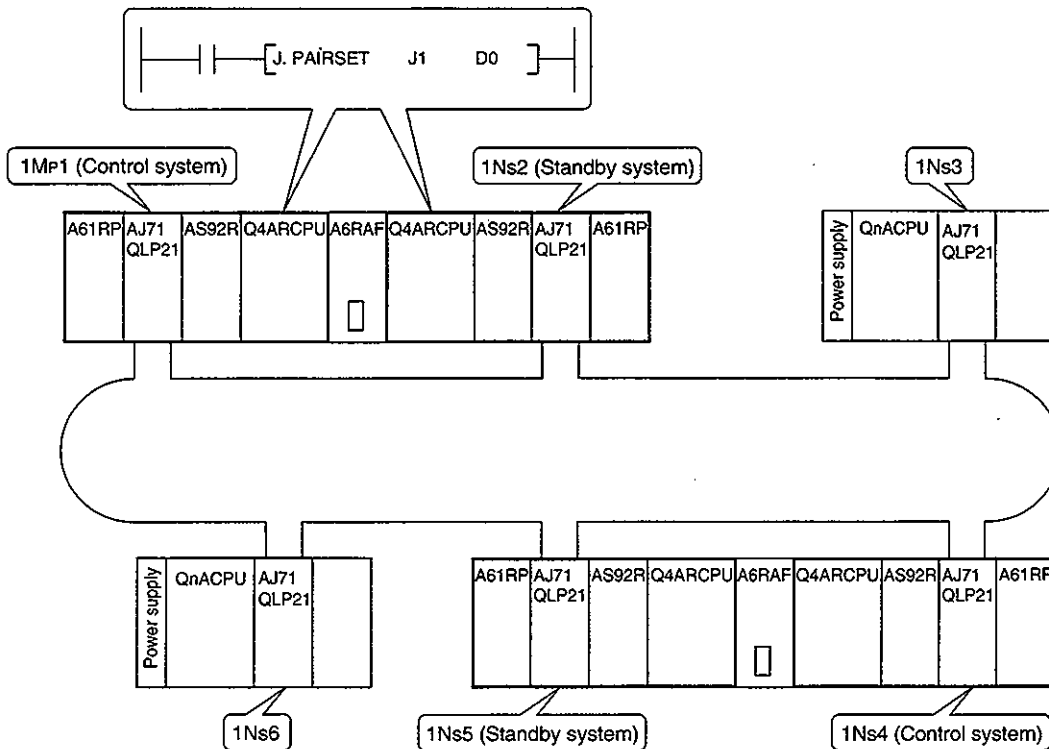 J. PAIRSET J1 D0
1MP1 (Control system)
1NS2 (Standby system)
1NS3
A61RP
AJ71
QLP21
AS92R
Q4ARCPU
A6RAF
Q4ARCPU
AS92R
AJ71
QLP21
A61RP
Power supply
QnACPU
AJ71
QLP21
Power supply
QnACPU
AJ71
QLP21
A61RP
AJ71
QLP21
AS92R
Q4ARCPU
A6RAF
Q4ARCPU
AS92R
AJ71
QLP21
A61RP
1NS6
1NS5 (Standby system)
1NS4 (Control system)